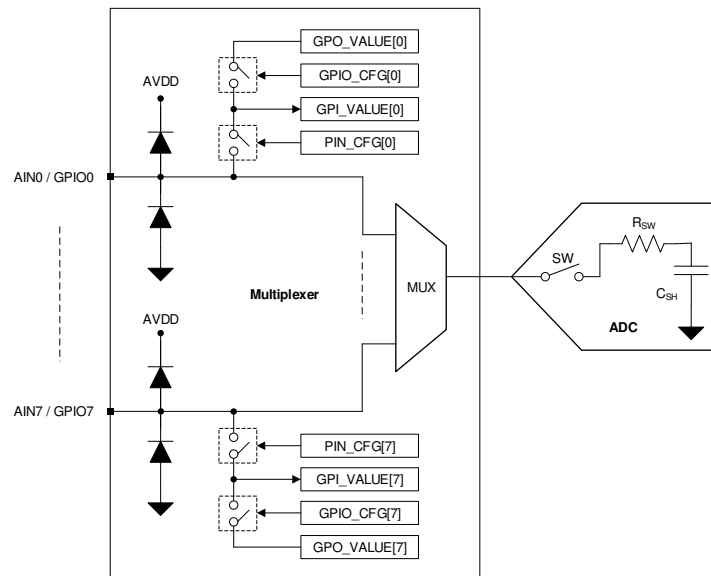 GPO_VALUE[0]
AVDD
GPIO_CFG[0]
GPI_VALUE[0]
PIN_CFG[0]
AIN0 / GPIO0
RSW
SW
MUX
Multiplexer
CSH
ADC
AVDD
AIN7 / GPIO7
PIN_CFG[7]
GPI_VALUE[7]
GPIO_CFG[7]
GPO_VALUE[7]